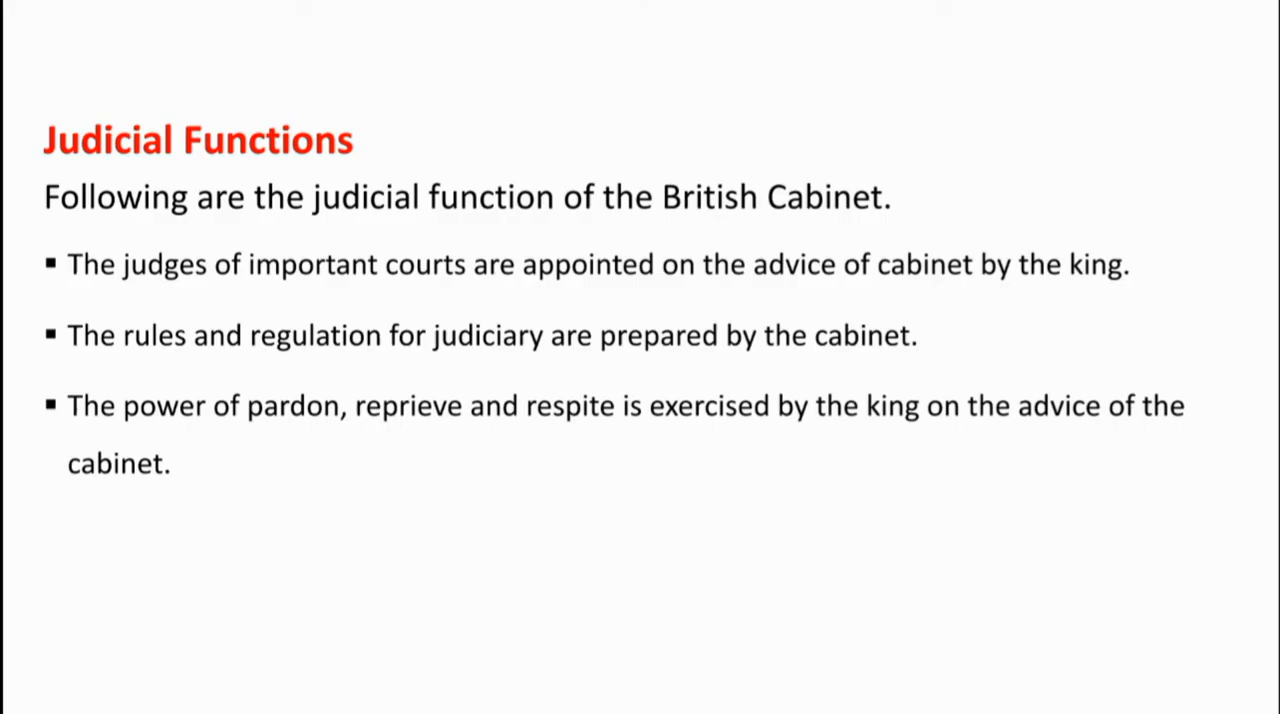 Judicial Functions
Following are the judicial function of the British Cabinet.
▪ The judges of important courts are appointed on the advice of cabinet by the king.
▪ The rules and regulation for judiciary are prepared by the cabinet.
▪ The power of pardon, reprieve and respite is exercised by the king on the advice of the
cabinet.